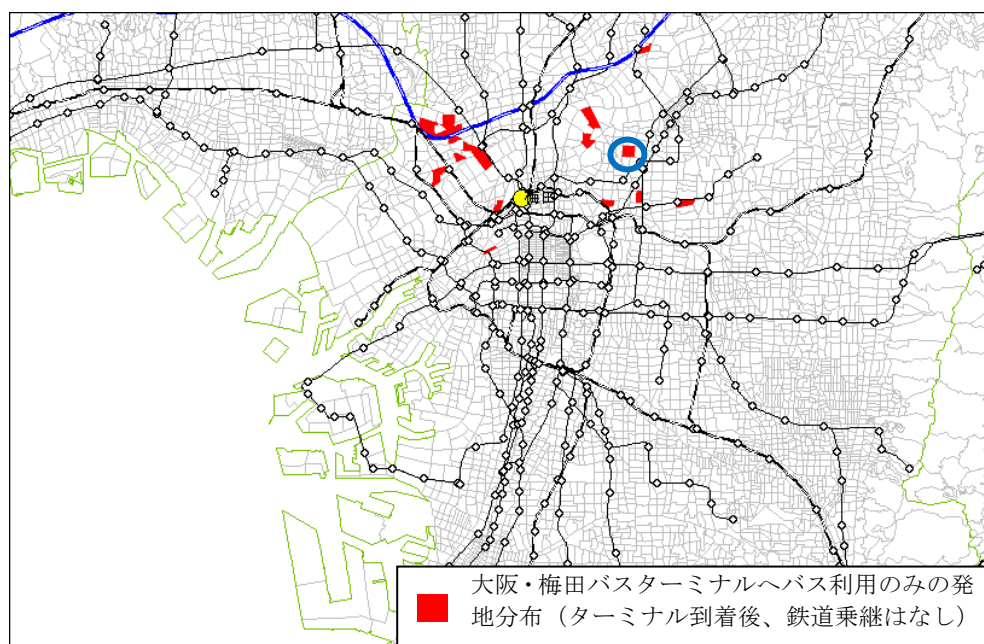 梅田
大阪・梅田バスターミナルへバス利用のみの発
地分布（ターミナル到着後、鉄道乗継はなし）